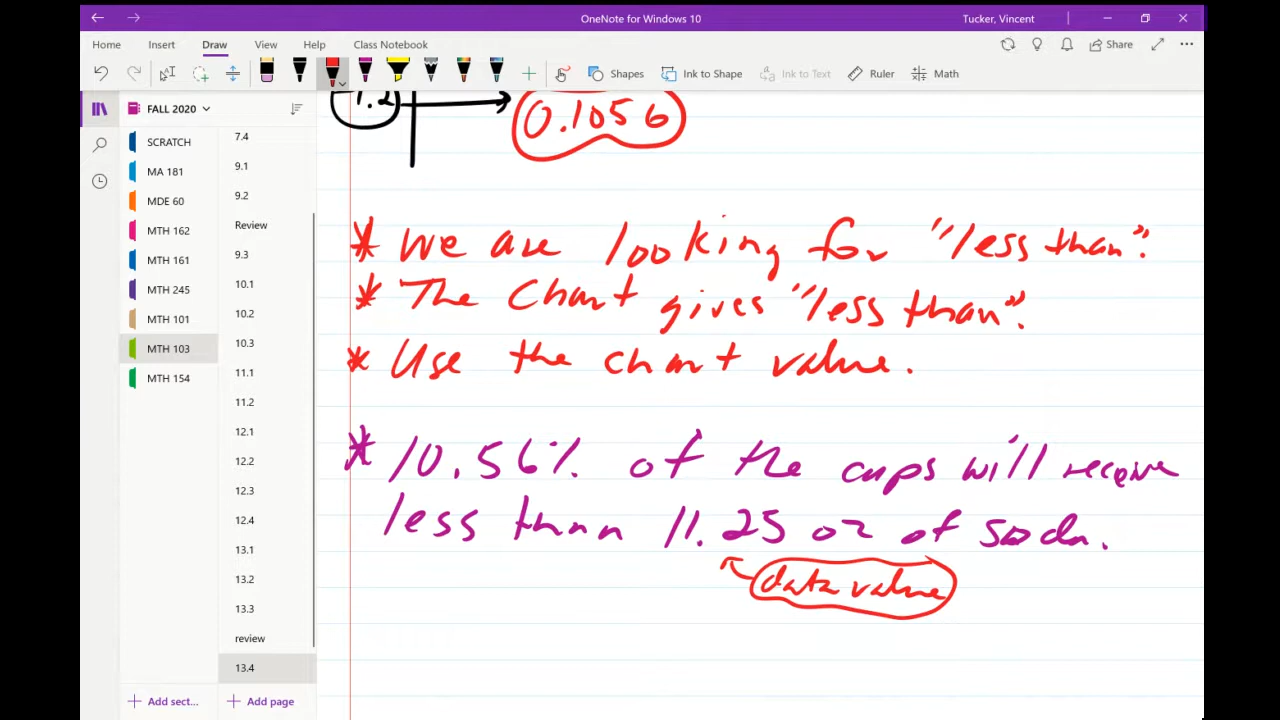 OneNote for Windows 10
Tucker, Vincent
Home Insert Draw View Help Class Notebook
Share
Shapes Ink to Shape Ink to Text Ruler Math
FALL 2020
SCRATCH
MA 181
MDE 60
MTH 162
MTH 161
MTH 245
MTH 101
MTH 103
MTH 154
Add sect...
7.4
9.1
9.2
Review
9.3
10.1
10.2
10.3
11.1
11.2
12.1
12.2
12.3
12.4
13.1
13.2
13.3
review
13.4
Add page
0.1056
* We are looking for "less than".
* The Chart gives "less than".
* Use the chart value.
* 10.56% of the cups will receive
less than 11.25 oz of soda.
data value